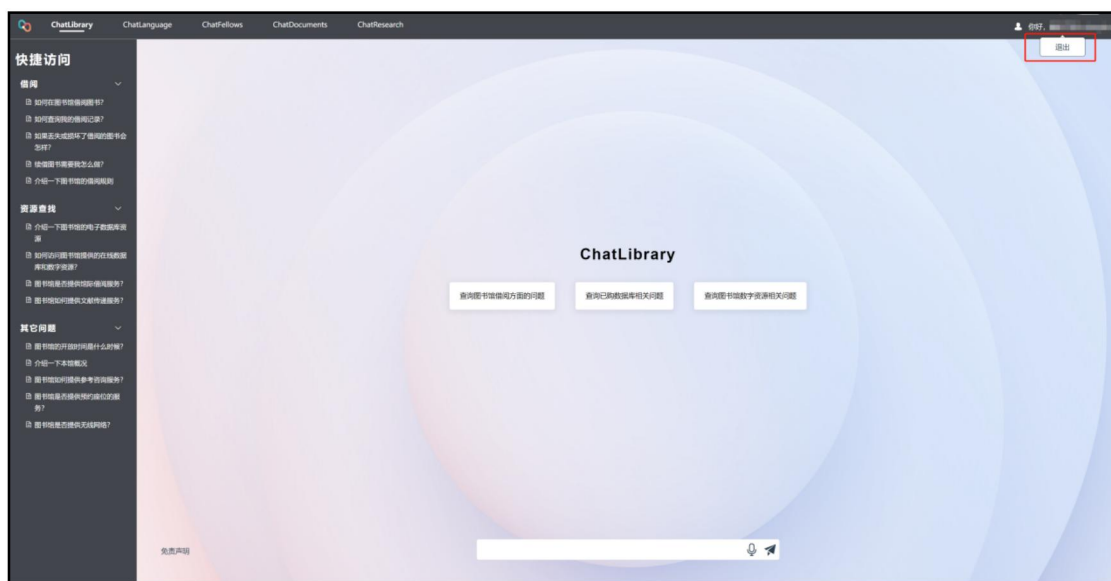 ChatLibrary ChatLanguage ChatFellows ChatDocuments ChatResearch 你好,
退出
快捷访问
借阅
如何在图书馆借阅图书?
如何查询我的借阅记录?
如果丢失或损坏了借阅的图书会
怎样?
续借图书需要我怎么做?
介绍一下图书馆的借阅规则
资源查找
介绍一下图书馆的电子数据库资
源
如何访问图书馆提供的在线数据
库和数字资源?
图书馆是否提供馆际借阅服务?
图书馆如何提供文献传递服务?
其它问题
图书馆的开放时间是什么时候?
介绍一下本馆概况
图书馆如何提供参考咨询服务?
图书馆是否提供预约座位的服
务?
图书馆是否提供无线网络?
ChatLibrary
查询图书馆借阅方面的问题 查询已购数据库相关问题 查询图书馆数字资源相关问题
免责声明